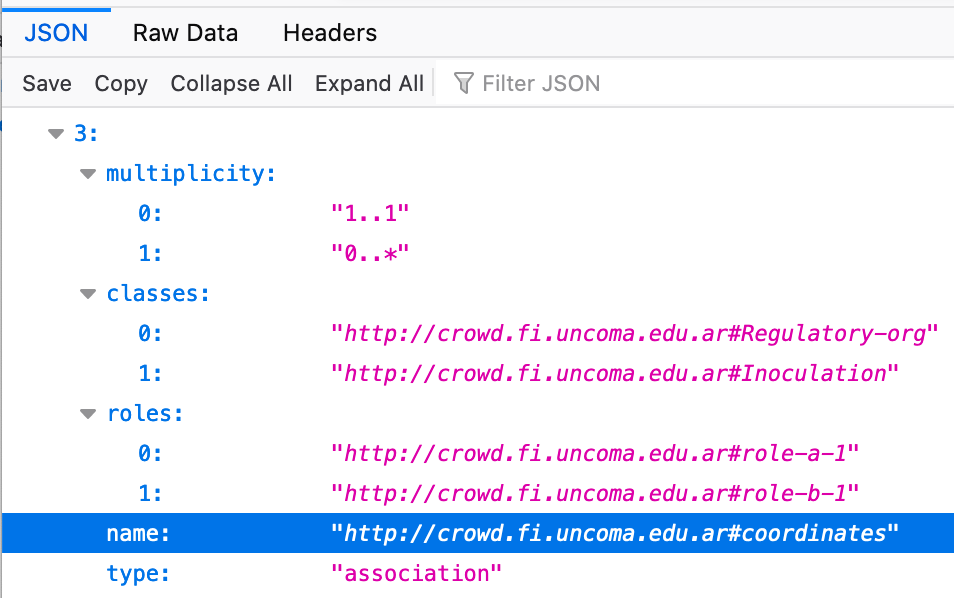 JSON Raw Data Headers
Save Copy Collapse All Expand All Filter JSON
3:
multiplicity:
0: "1..1"
1: "0..*"
classes:
0: "http://crowd.fi.uncoma.edu.ar#Regulatory-org"
1: "http://crowd.fi.uncoma.edu.ar#Inoculation"
roles:
0: "http://crowd.fi.uncoma.edu.ar#role-a-1"
1: "http://crowd.fi.uncoma.edu.ar#role-b-1"
name: "http://crowd.fi.uncoma.edu.ar#coordinates"
type: "association"